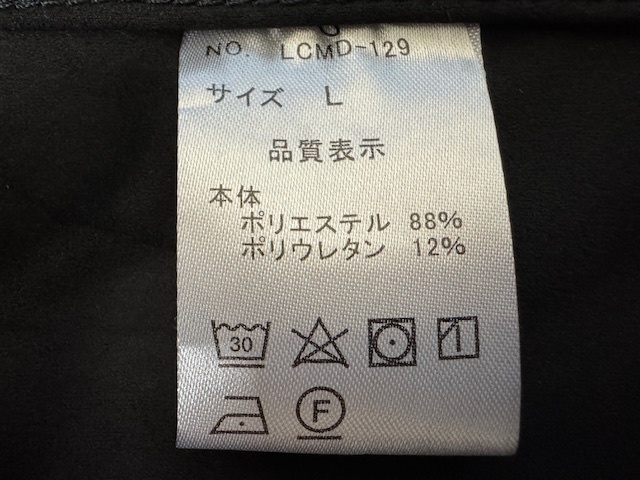 NO. LCMD-129
サイズ L
品質表示
本体
ポリエステル 88%
ポリウレタン 12%
30
F